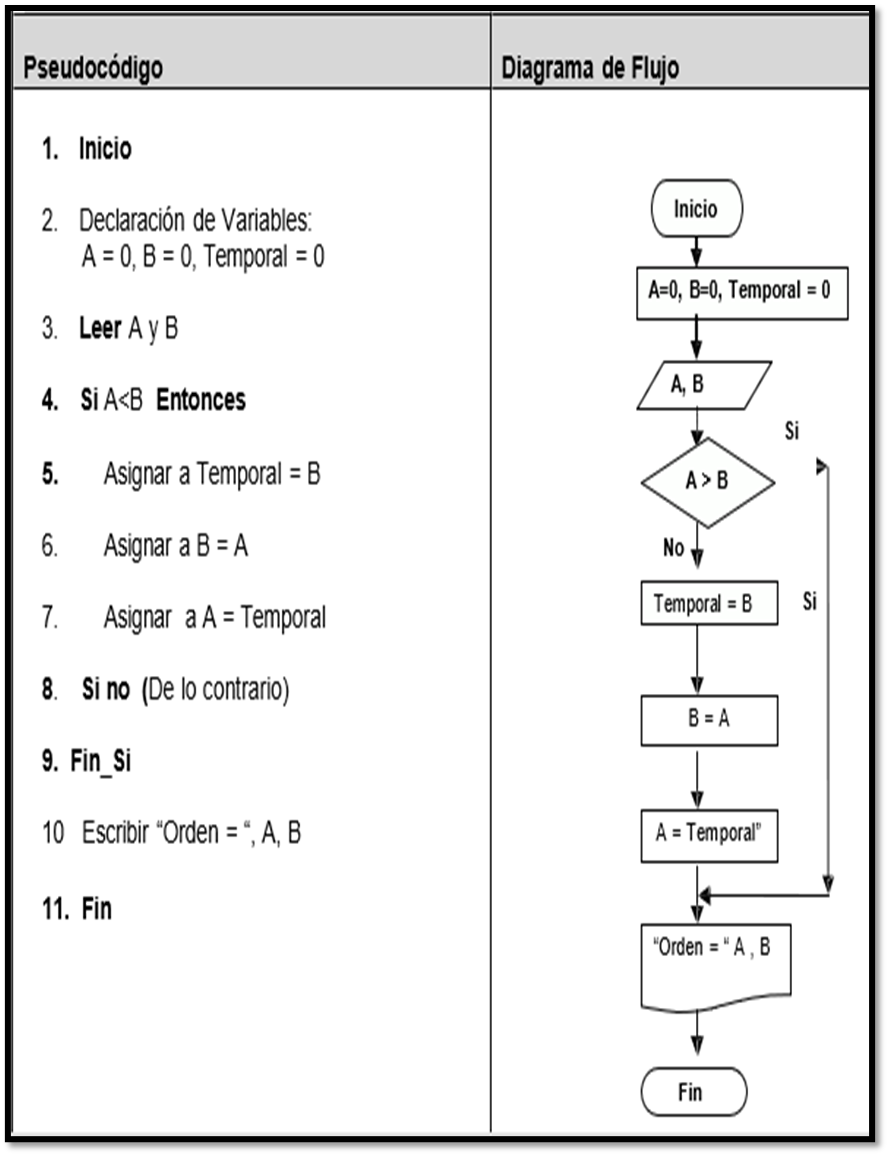 Pseudocódigo
Diagrama de Flujo
1. Inicio
2. Declaración de Variables:
A = 0, B = 0, Temporal = 0
3. Leer A y B
4. Si A<B Entonces
5. Asignar a Temporal = B
6. Asignar a B = A
7. Asignar a A = Temporal
8. Si no (De lo contrario)
9. Fin_Si
10 Escribir “Orden = “, A, B
11. Fin
Inicio
A=0, B=0, Temporal = 0
A, B
Si
A > B
No
Temporal = B
Si
B = A
A = Temporal”
“Orden = “ A , B
Fin